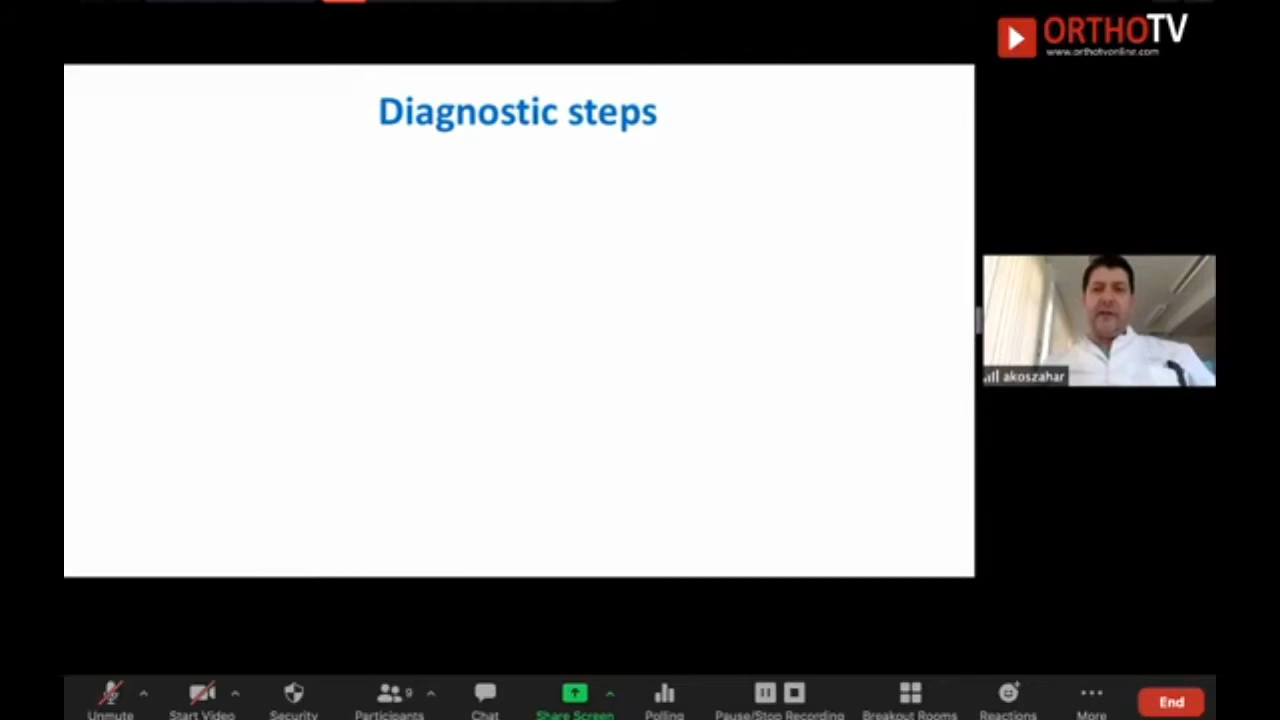 ORTHOTV
www.orthotvonline.com
Diagnostic steps
akoszahar
9
Unmute
Start Video
Security
Participants
Chat
Share Screen
Polling
Pause/Stop Recording
Breakout Rooms
Reactions
More
End